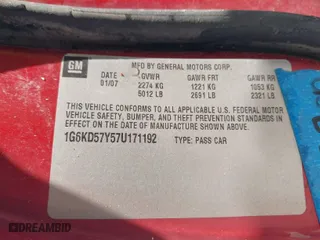 GM
MFD BY GENERAL MOTORS CORP.
DATE GVWR GAWR FRT GAWR RR
01/07 2274 KG 1221 KG 1053 KG
5012 LB 2691 LB 2321 LB
THIS VEHICLE CONFORMS TO ALL APPLICABLE U.S. FEDERAL MOTOR
VEHICLE SAFETY, BUMPER, AND THEFT PREVENTION STANDARDS IN
EFFECT ON THE DATE OF MANUFACTURE SHOWN ABOVE.
1G6KD57Y57U171192 TYPE: PASS CAR
© DREAMBID
dreambid.com